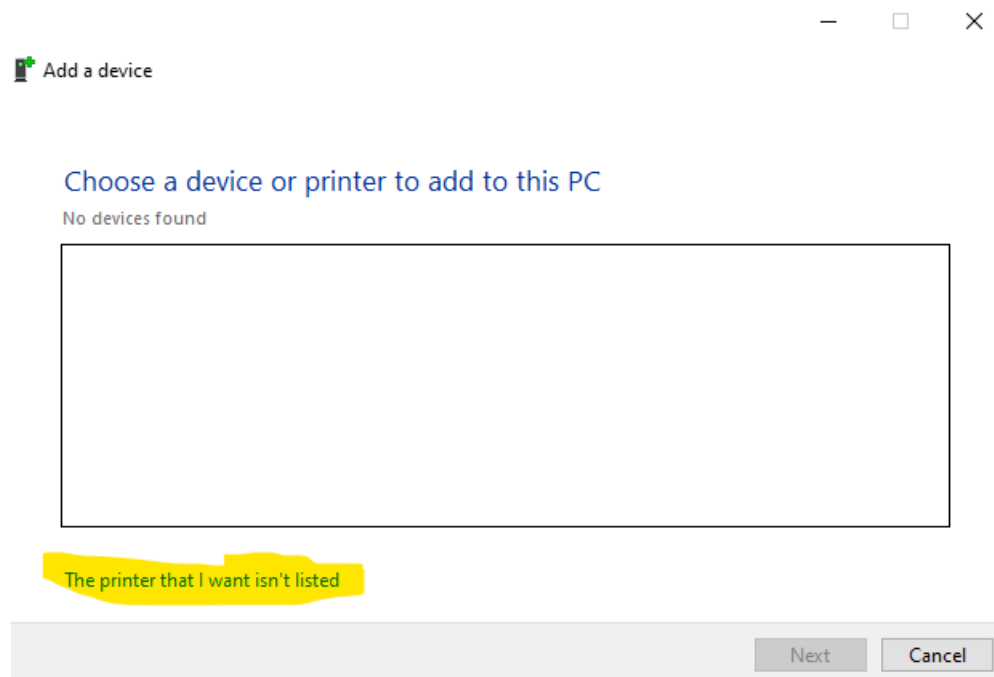 Add a device
Choose a device or printer to add to this PC
No devices found
The printer that I want isn't listed
Next
Cancel